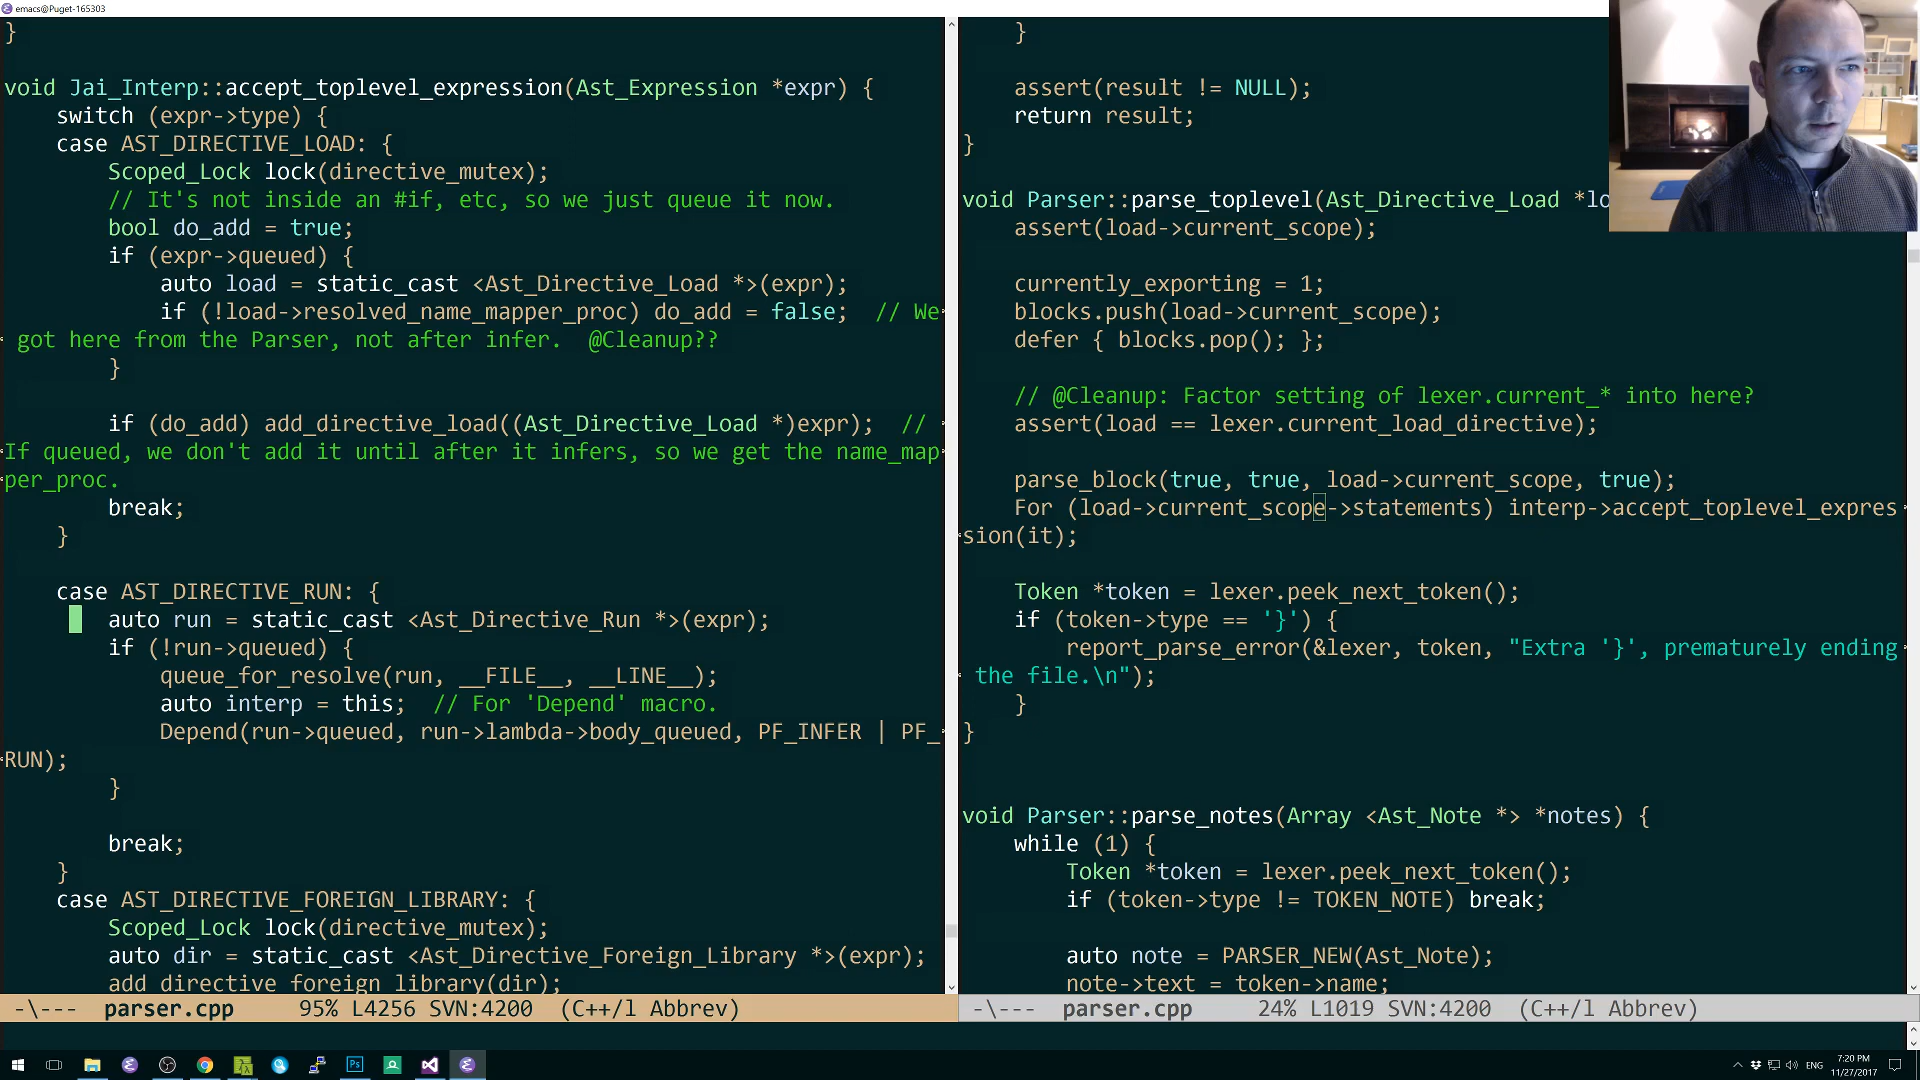 emacs@Puget-165303
}
void Jai_Interp::accept_toplevel_expression(Ast_Expression *expr) {
    switch (expr->type) {
    case AST_DIRECTIVE_LOAD: {
        Scoped_Lock lock(directive_mutex);
        // It's not inside an #if, etc, so we just queue it now.
        bool do_add = true;
        if (expr->queued) {
            auto load = static_cast <Ast_Directive_Load *>(expr);
            if (!load->resolved_name_mapper_proc) do_add = false;  // We
 got here from the Parser, not after infer.  @Cleanup??
        }
        if (do_add) add_directive_load((Ast_Directive_Load *)expr);  //
If queued, we don't add it until after it infers, so we get the name_map
per_proc.
        break;
    }
    case AST_DIRECTIVE_RUN: {
        auto run = static_cast <Ast_Directive_Run *>(expr);
        if (!run->queued) {
            queue_for_resolve(run, __FILE__, __LINE__);
            auto interp = this;  // For 'Depend' macro.
            Depend(run->queued, run->lambda->body_queued, PF_INFER | PF_
RUN);
        }
        break;
    }
    case AST_DIRECTIVE_FOREIGN_LIBRARY: {
        Scoped_Lock lock(directive_mutex);
        auto dir = static_cast <Ast_Directive_Foreign_Library *>(expr);
        add_directive_foreign_library(dir);
-\---  parser.cpp     95% L4256 SVN:4200  (C++/l Abbrev)
    }
    assert(result != NULL);
    return result;
}
void Parser::parse_toplevel(Ast_Directive_Load *lo
    assert(load->current_scope);
    currently_exporting = 1;
    blocks.push(load->current_scope);
    defer { blocks.pop(); };
    // @Cleanup: Factor setting of lexer.current_* into here?
    assert(load == lexer.current_load_directive);
    parse_block(true, true, load->current_scope, true);
    For (load->current_scope->statements) interp->accept_toplevel_expres
sion(it);
    Token *token = lexer.peek_next_token();
    if (token->type == '}') {
        report_parse_error(&lexer, token, "Extra '}', prematurely ending
 the file.\n");
    }
}
void Parser::parse_notes(Array <Ast_Note *> *notes) {
    while (1) {
        Token *token = lexer.peek_next_token();
        if (token->type != TOKEN_NOTE) break;
        auto note = PARSER_NEW(Ast_Note);
        note->text = token->name;
-\---  parser.cpp     24% L1019 SVN:4200  (C++/l Abbrev)
Ps
ENG
7:20 PM
11/27/2017